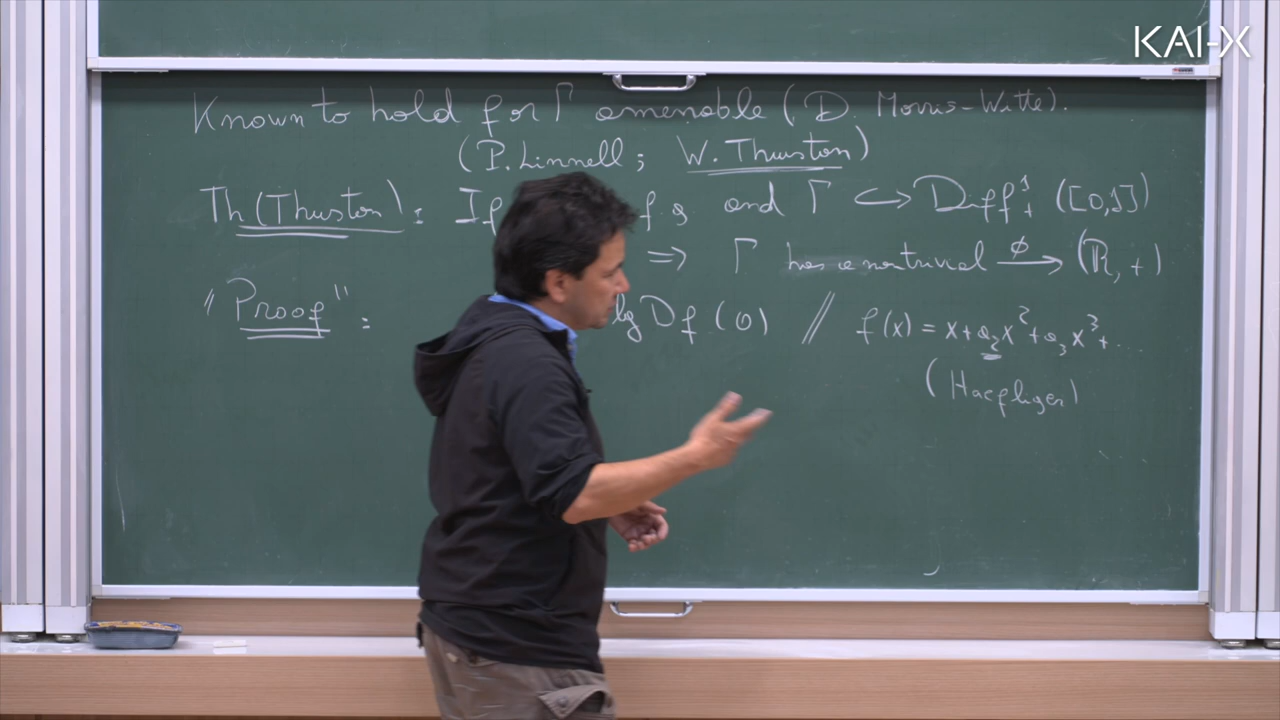 KAI-X
Known to hold for Γ amenable (D. Morris-Witte).
(P. Linnell; W. Thurston)
Th (Thurston): If f g and Γ ↪ Diff¹₊ ([0,1])
⇒ Γ has a nontrivial —ϕ→ (ℝ, +)
"Proof": lg Df (0) // f(x) = x + a₂x² + a₃x³ + ...
(Haefliger)